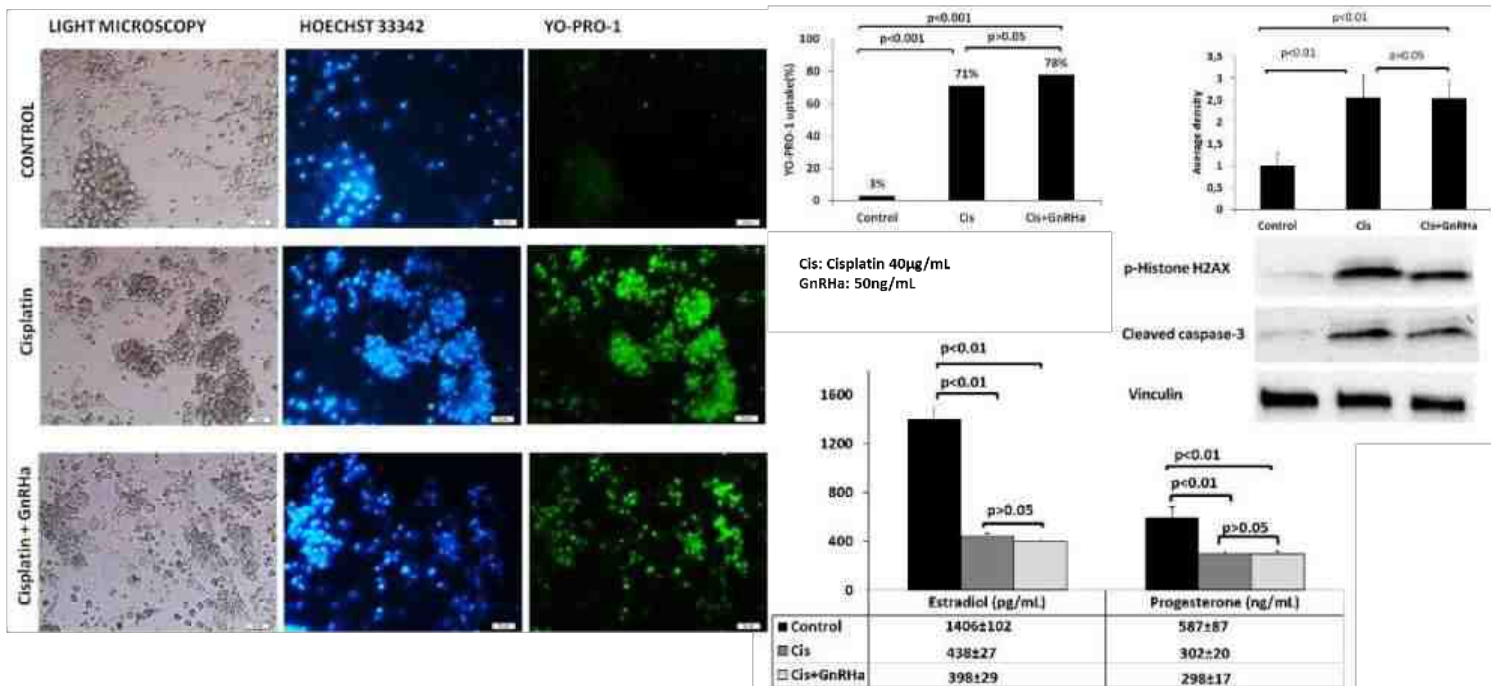 LIGHT MICROSCOPY
HOECHST 33342
YO-PRO-1
CONTROL
Cisplatin
Cisplatin + GnRHa
p<0.001
p<0.001
p>0.05
100
80
60
40
20
0
YO-PRO-1 uptake(%)
3%
71%
78%
Control
Cis
Cis+GnRHa
p<0.01
p<0.01
p>0.05
3,5
3
2,5
2
1,5
1
0,5
0
Average density
Control
Cis
Cis+GnRHa
Cis: Cisplatin 40µg/mL
GnRHa: 50ng/mL
p-Histone H2AX
Cleaved caspase-3
Vinculin
p<0.01
p<0.01
p>0.05
p<0.01
p<0.01
p>0.05
1600
1200
800
400
0
Estradiol (pg/mL)
Progesterone (ng/mL)
Control
1406±102
587±87
Cis
438±27
302±20
Cis+GnRHa
398±29
298±17